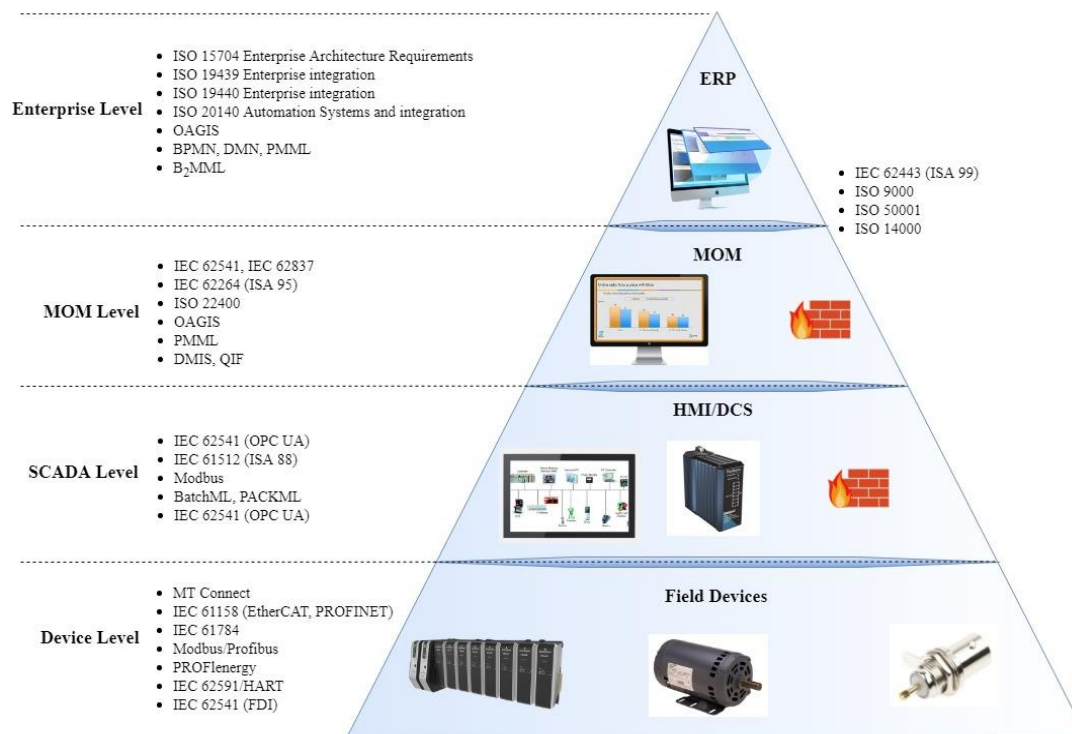 ERP
Enterprise Level
ISO 15704 Enterprise Architecture Requirements
ISO 19439 Enterprise integration
ISO 19440 Enterprise integration
ISO 20140 Automation Systems and integration
OAGIS
BPMN, DMN, PMML
B2MML
IEC 62443 (ISA 99)
ISO 9000
ISO 50001
ISO 14000
MOM
MOM Level
IEC 62541, IEC 62837
IEC 62264 (ISA 95)
ISO 22400
OAGIS
PMML
DMIS, QIF
HMI/DCS
SCADA Level
IEC 62541 (OPC UA)
IEC 61512 (ISA 88)
Modbus
BatchML, PACKML
IEC 62541 (OPC UA)
Field Devices
Device Level
MT Connect
IEC 61158 (EtherCAT, PROFINET)
IEC 61784
Modbus/Profibus
PROFIenergy
IEC 62591/HART
IEC 62541 (FDI)